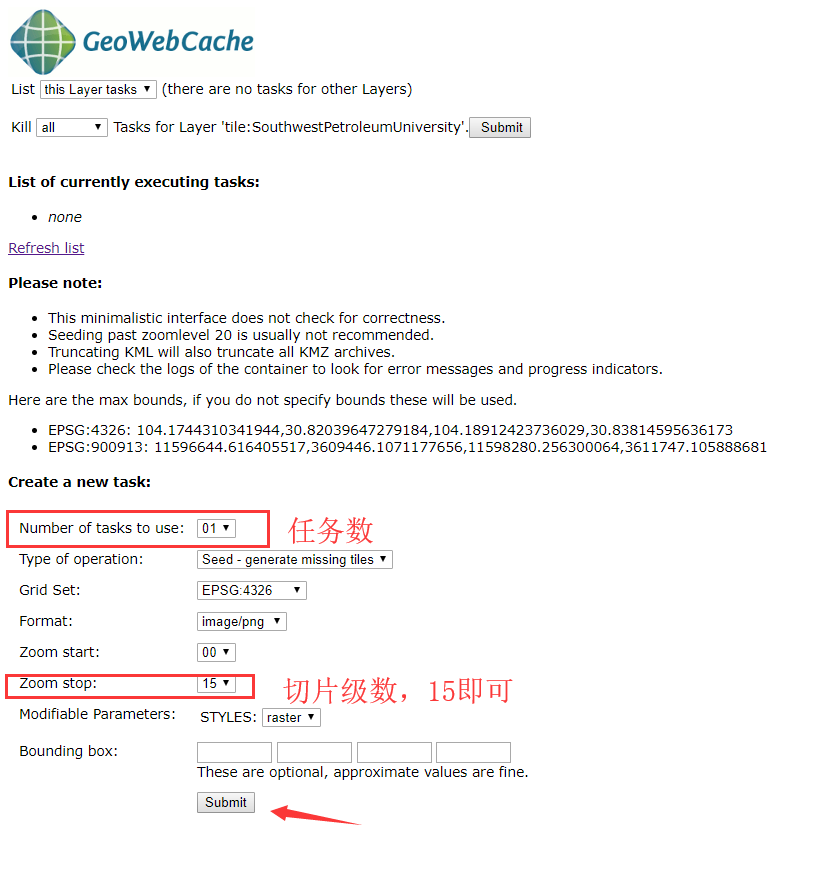 GeoWebCache
List this Layer tasks (there are no tasks for other Layers)
Kill all Tasks for Layer 'tile:SouthwestPetroleumUniversity'. Submit
List of currently executing tasks:
none
Refresh list
Please note:
This minimalistic interface does not check for correctness.
Seeding past zoomlevel 20 is usually not recommended.
Truncating KML will also truncate all KMZ archives.
Please check the logs of the container to look for error messages and progress indicators.
Here are the max bounds, if you do not specify bounds these will be used.
EPSG:4326: 104.1744310341944,30.82039647279184,104.18912423736029,30.83814595636173
EPSG:900913: 11596644.616405517,3609446.1071177656,11598280.256300064,3611747.105888681
Create a new task:
Number of tasks to use: 01 任务数
Type of operation: Seed - generate missing tiles
Grid Set: EPSG:4326
Format: image/png
Zoom start: 00
Zoom stop: 15 切片级数，15即可
Modifiable Parameters: STYLES: raster
Bounding box:
These are optional, approximate values are fine.
Submit